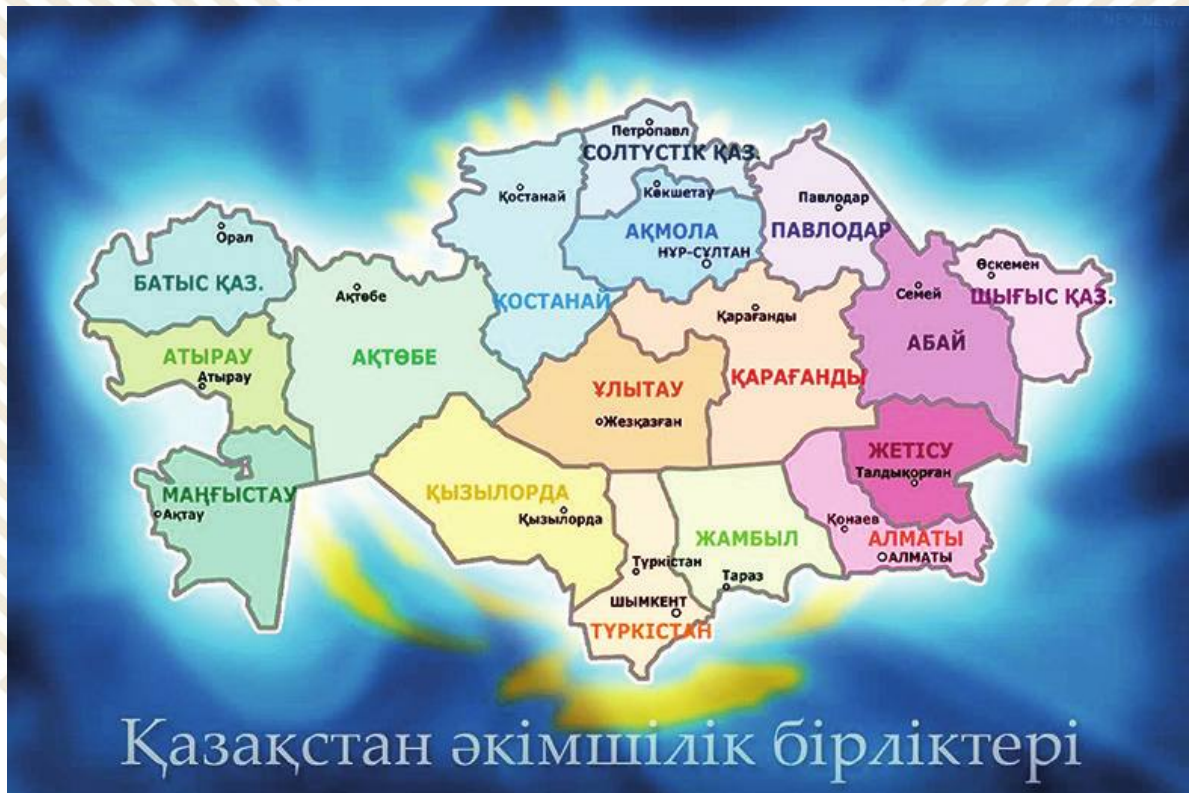 Петропавл
СОЛТҮСТІК ҚАЗ.
Қостанай
Көкшетау
Павлодар
АҚМОЛА
ПАВЛОДАР
НҰР-СҰЛТАН
Орал
БАТЫС ҚАЗ.
Ақтөбе
ҚОСТАНАЙ
Қарағанды
Семей
Өскемен
ШЫҒЫС ҚАЗ.
АТЫРАУ
Атырау
АҚТӨБЕ
ҰЛЫТАУ
Жезқазған
ҚАРАҒАНДЫ
АБАЙ
МАҢҒЫСТАУ
Ақтау
ҚЫЗЫЛОРДА
Қызылорда
ЖЕТІСУ
Талдықорған
ЖАМБЫЛ
Қонаев
АЛМАТЫ
АЛМАТЫ
Түркістан
Тараз
ШЫМКЕНТ
ТҮРКІСТАН
Қазақстан әкімшілік бірліктері